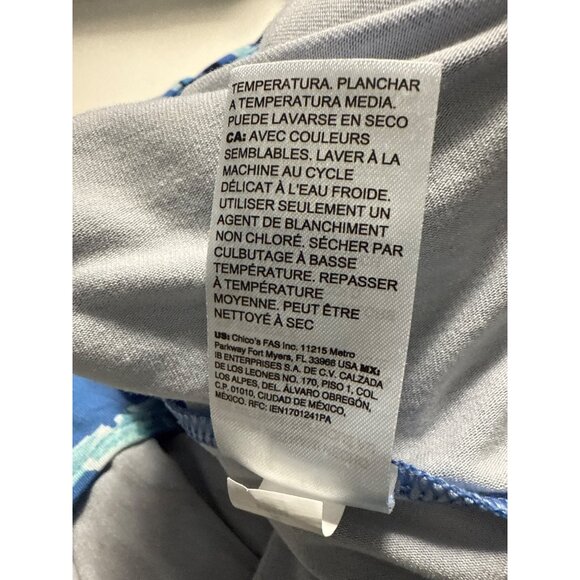 TEMPERATURA. PLANCHAR
A TEMPERATURA MEDIA.
PUEDE LAVARSE EN SECO
CA: AVEC COULEURS
SEMBLABLES. LAVER À LA
MACHINE AU CYCLE
DÉLICAT À L'EAU FROIDE.
UTILISER SEULEMENT UN
AGENT DE BLANCHIMENT
NON CHLORÉ. SÉCHER PAR
CULBUTAGE À BASSE
TEMPÉRATURE. REPASSER
À TEMPÉRATURE
MOYENNE. PEUT ÊTRE
NETTOYÉ À SEC
US: Chico's FAS Inc. 11215 Metro
Parkway Fort Myers, FL 33966 USA MX:
IB ENTERPRISES S.A. DE C.V. CALZADA
DE LOS LEONES NO. 170, PISO 1, COL
LOS ALPES, DEL. ÁLVARO OBREGÓN,
C.P. 01010, CIUDAD DE MÉXICO,
MÉXICO. RFC: IEN1701241PA